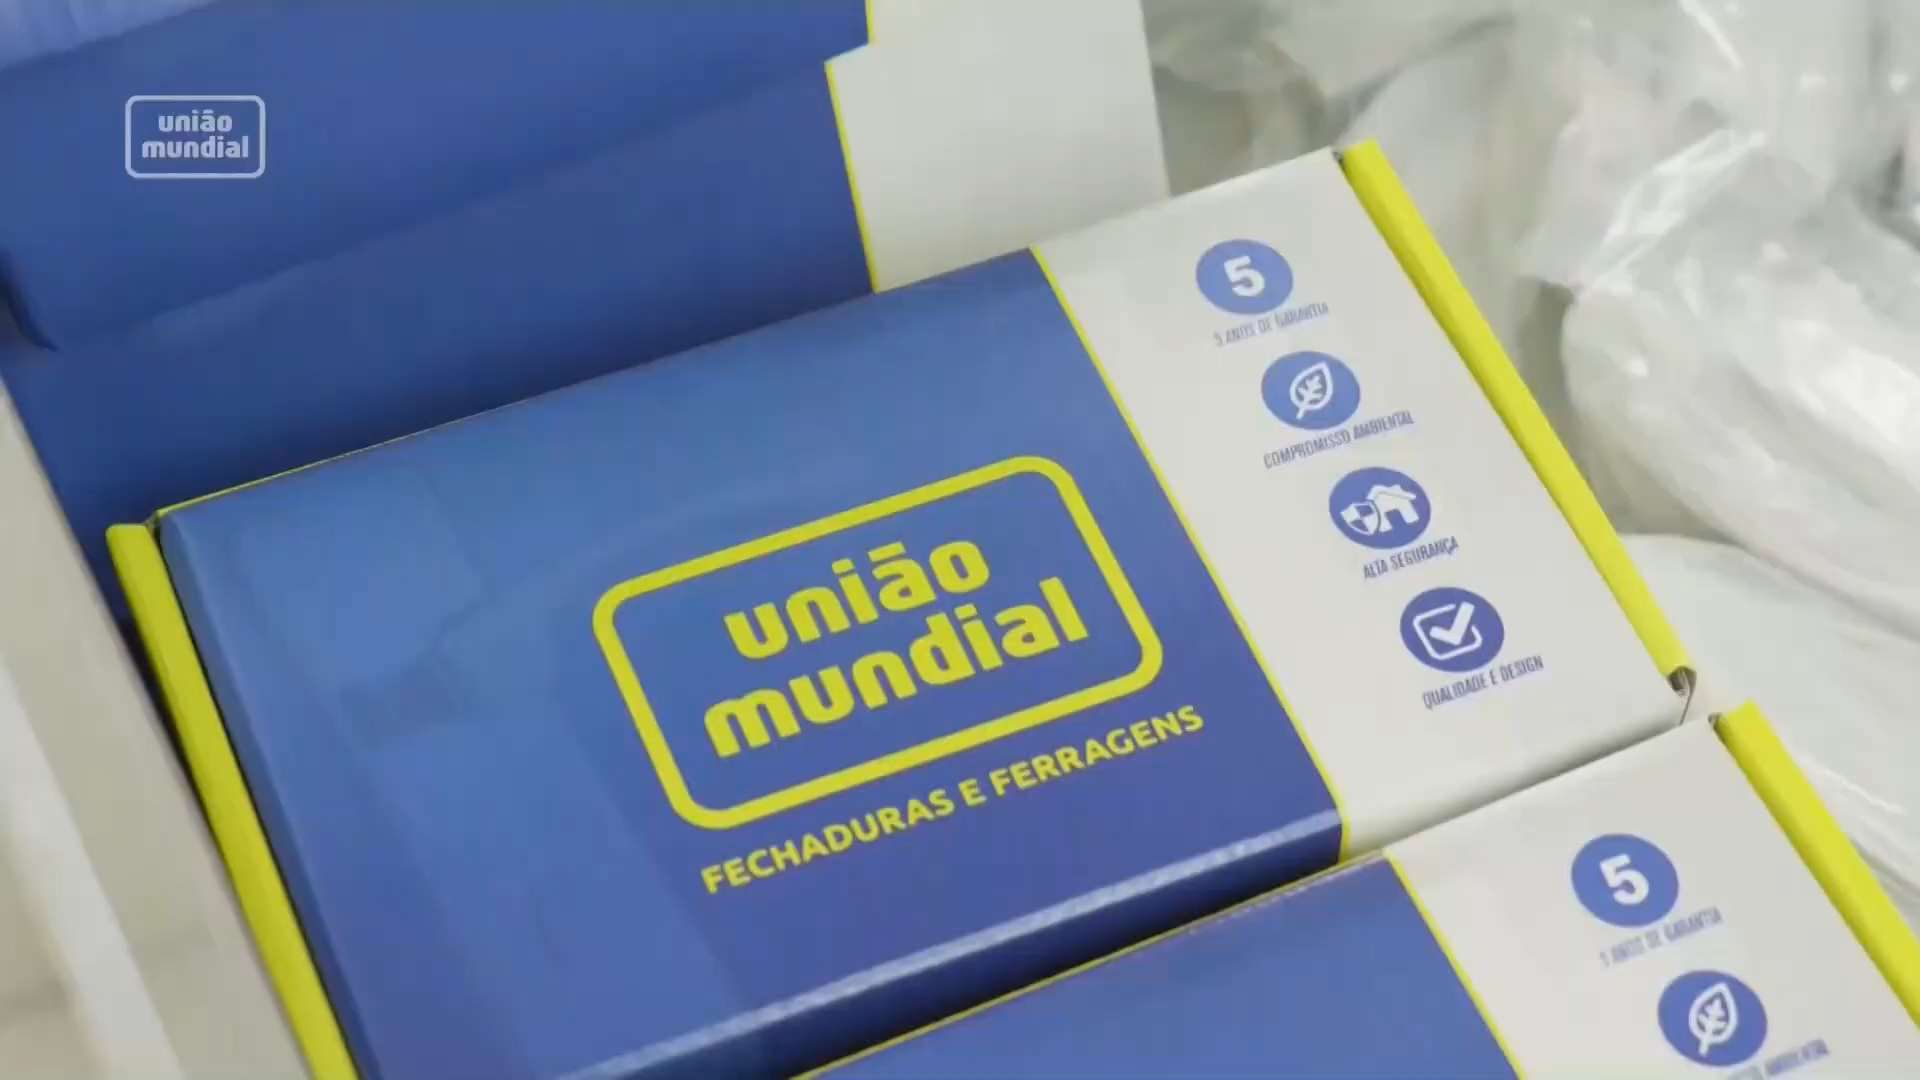 união
mundial
5
5 ANOS DE GARANTIA
COMPROMISSO AMBIENTAL
ALTA SEGURANÇA
QUALIDADE E DESIGN
união
mundial
FECHADURAS E FERRAGENS
5
5 ANOS DE GARANTIA
AMBIENTAL